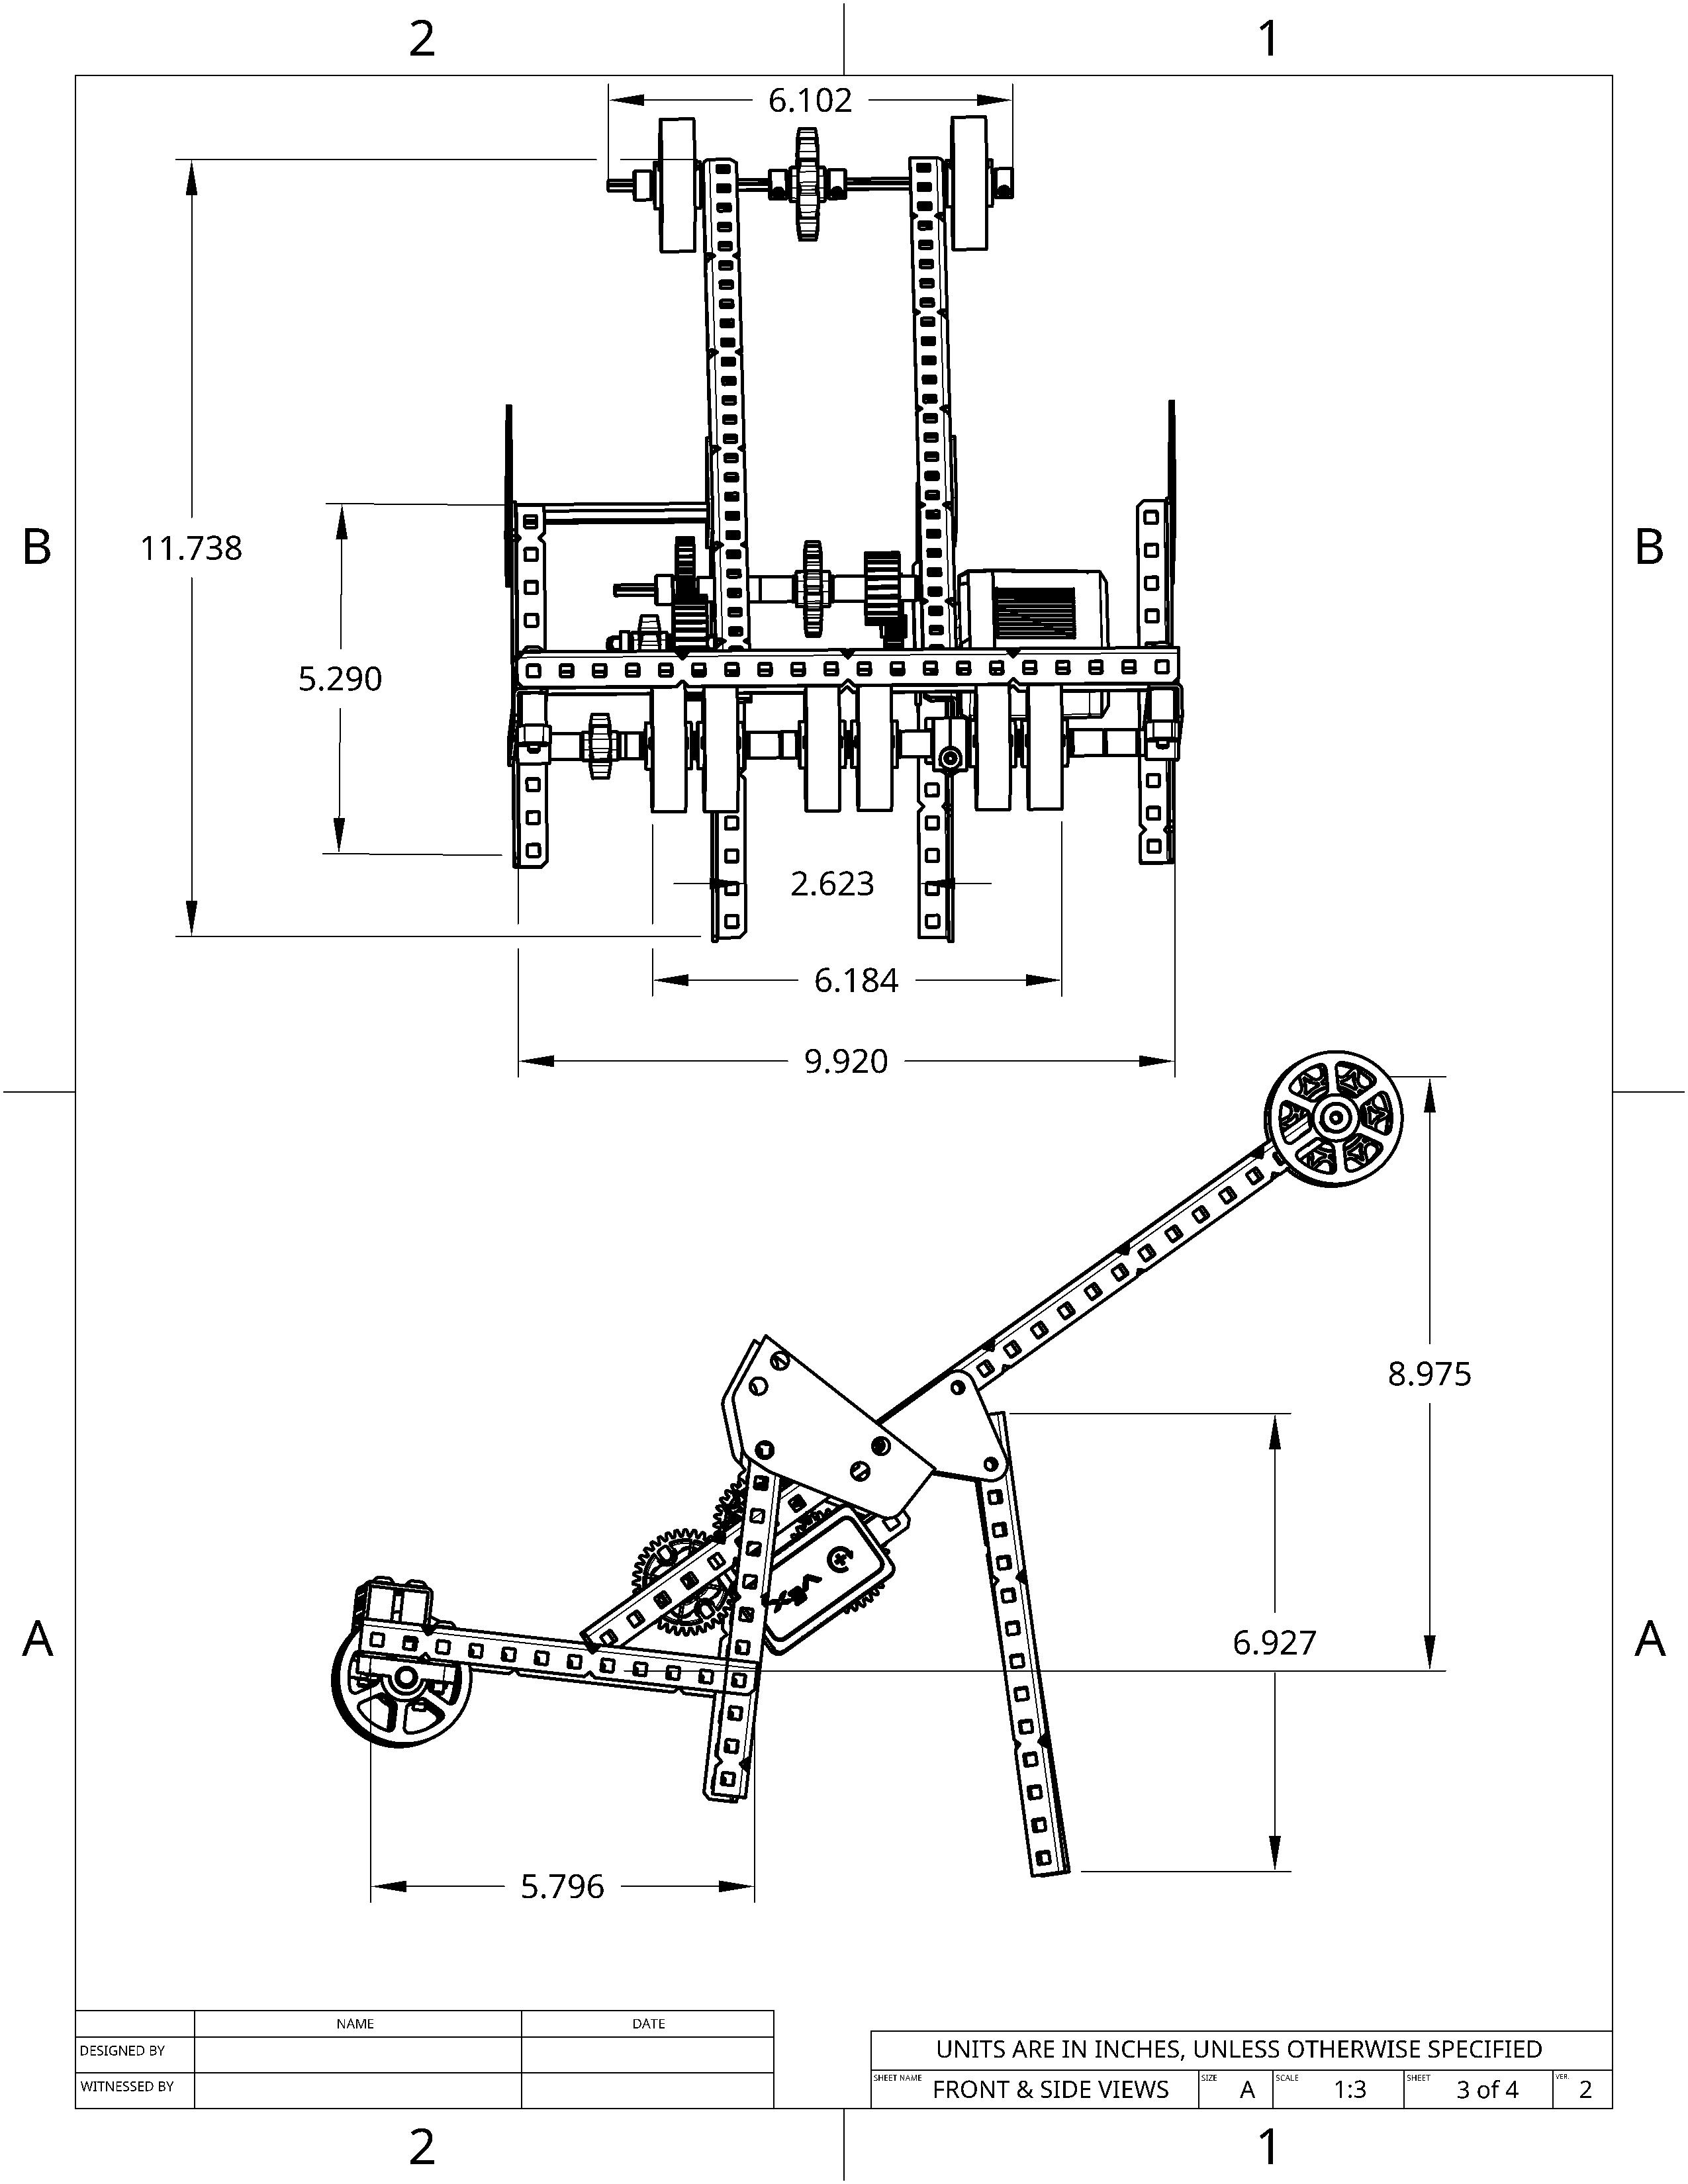 2 1
6.102
B 11.738 B
5.290
2.623
6.184
9.920
8.975
VEX
A 6.927 A
5.796
NAME DATE
DESIGNED BY
WITNESSED BY
UNITS ARE IN INCHES, UNLESS OTHERWISE SPECIFIED
SHEET NAME FRONT & SIDE VIEWS SIZE A SCALE 1:3 SHEET 3 of 4 VER. 2
2 1